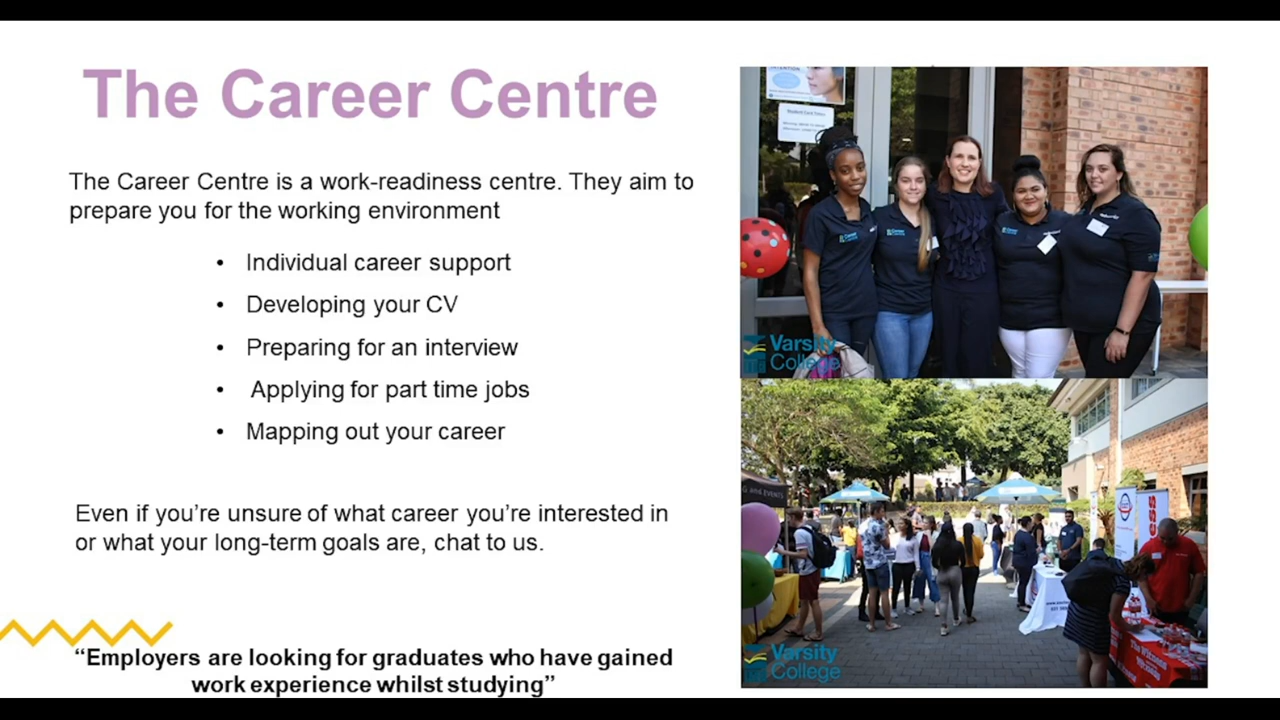 The Career Centre
The Career Centre is a work-readiness centre. They aim to
prepare you for the working environment
• Individual career support
• Developing your CV
• Preparing for an interview
• Applying for part time jobs
• Mapping out your career
Even if you’re unsure of what career you’re interested in
or what your long-term goals are, chat to us.
“Employers are looking for graduates who have gained
work experience whilst studying”
Varsity
College
Varsity
College